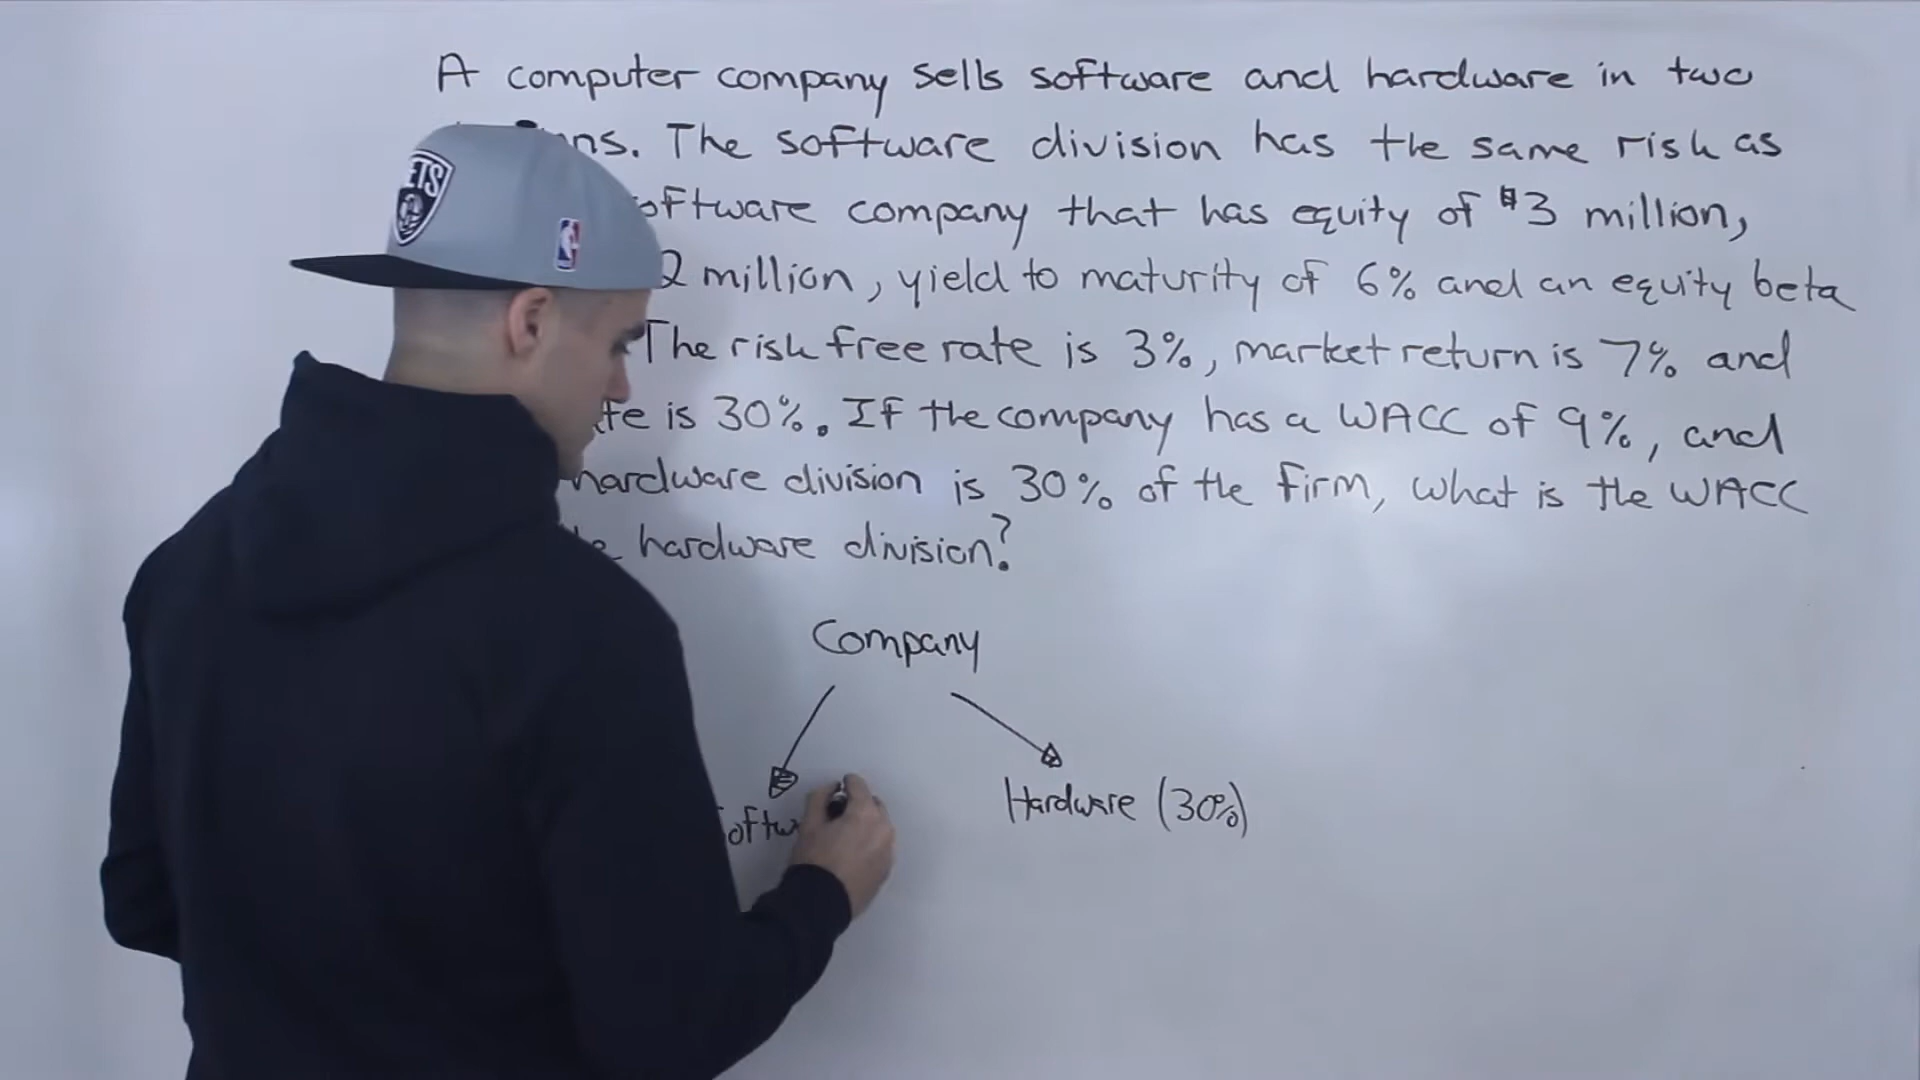 A computer company sells software and hardware in two
ns. The software division has the same risk as
oftware company that has equity of $3 million,
2 million, yield to maturity of 6% and an equity beta
The risk free rate is 3%, market return is 7% and
te is 30%. If the company has a WACC of 9%, and
hardware division is 30% of the firm, what is the WACC
hardware division?
Company
Hardware (30%)
oftw
ETS